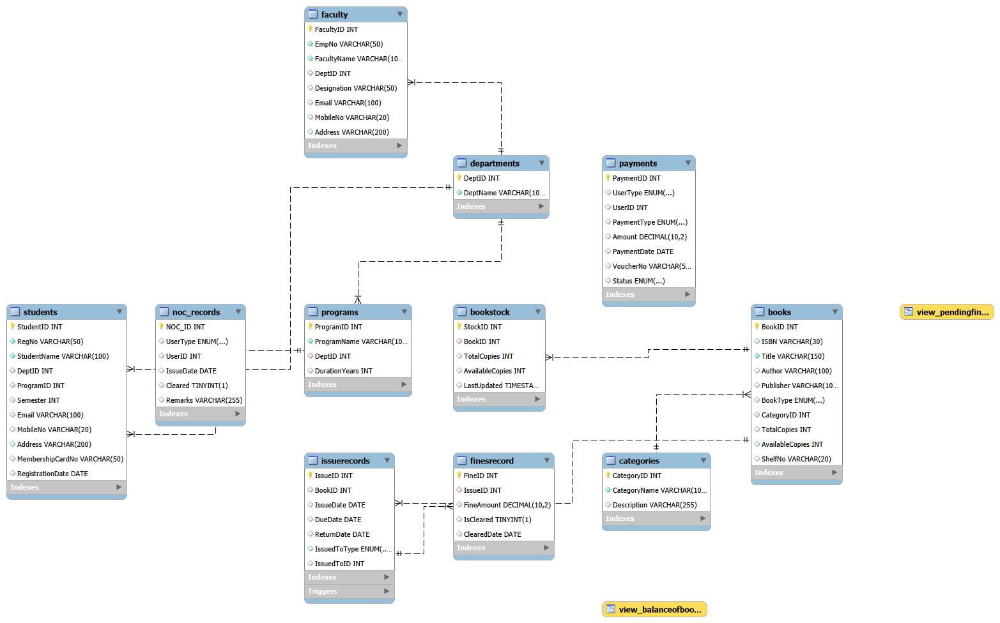 faculty
FacultyID INT
EmpNo VARCHAR(50)
FacultyName VARCHAR(10...
DeptID INT
Designation VARCHAR(50)
Email VARCHAR(100)
MobileNo VARCHAR(20)
Address VARCHAR(200)
Indexes
departments
DeptID INT
DeptName VARCHAR(10...
Indexes
payments
PaymentID INT
UserType ENUM(...)
UserID INT
PaymentType ENUM(...)
Amount DECIMAL(10,2)
PaymentDate DATE
VoucherNo VARCHAR(5...
Status ENUM(...)
Indexes
students
StudentID INT
RegNo VARCHAR(50)
StudentName VARCHAR(100)
DeptID INT
ProgramID INT
Semester INT
Email VARCHAR(100)
MobileNo VARCHAR(20)
Address VARCHAR(200)
MembershipCardNo VARCHAR(50)
RegistrationDate DATE
Indexes
noc_records
NOC_ID INT
UserType ENUM(...)
UserID INT
IssueDate DATE
Cleared TINYINT(1)
Remarks VARCHAR(255)
Indexes
programs
ProgramID INT
ProgramName VARCHAR(10...
DeptID INT
DurationYears INT
Indexes
bookstock
StockID INT
BookID INT
TotalCopies INT
AvailableCopies INT
LastUpdated TIMESTA...
Indexes
books
BookID INT
ISBN VARCHAR(30)
Title VARCHAR(150)
Author VARCHAR(100)
Publisher VARCHAR(10...
BookType ENUM(...)
CategoryID INT
TotalCopies INT
AvailableCopies INT
ShelfNo VARCHAR(20)
Indexes
view_pendingfin...
issuerecords
IssueID INT
BookID INT
IssueDate DATE
DueDate DATE
ReturnDate DATE
IssuedToType ENUM(.....
IssuedToID INT
Indexes
Triggers
finesrecord
FineID INT
IssueID INT
FineAmount DECIMAL(10,2)
IsCleared TINYINT(1)
ClearedDate DATE
Indexes
categories
CategoryID INT
CategoryName VARCHAR(10...
Description VARCHAR(255)
Indexes
view_balanceofboo...